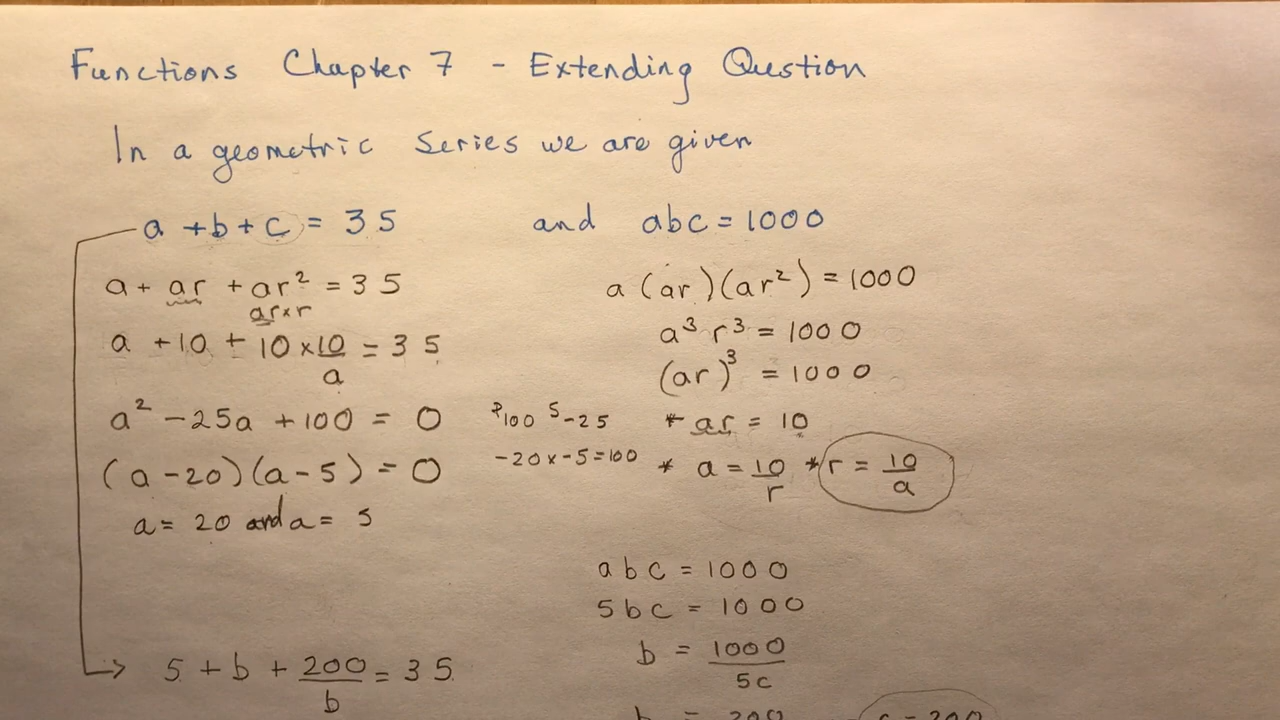 Functions Chapter 7 - Extending Question
In a geometric Series we are given
a + b + c = 35 and abc = 1000
a + ar + ar² = 35
ar×r
a + 10 + 10 × 10/a = 35
a² - 25a + 100 = 0
(a - 20)(a - 5) = 0
a = 20 and a = 5
P100 S-25
-20 x -5 = 100
a (ar)(ar²) = 1000
a³ r³ = 1000
(ar)³ = 1000
* ar = 10
* a = 10/r * r = 10/a
abc = 1000
5bc = 1000
b = 1000/5c
5 + b + 200/b = 35